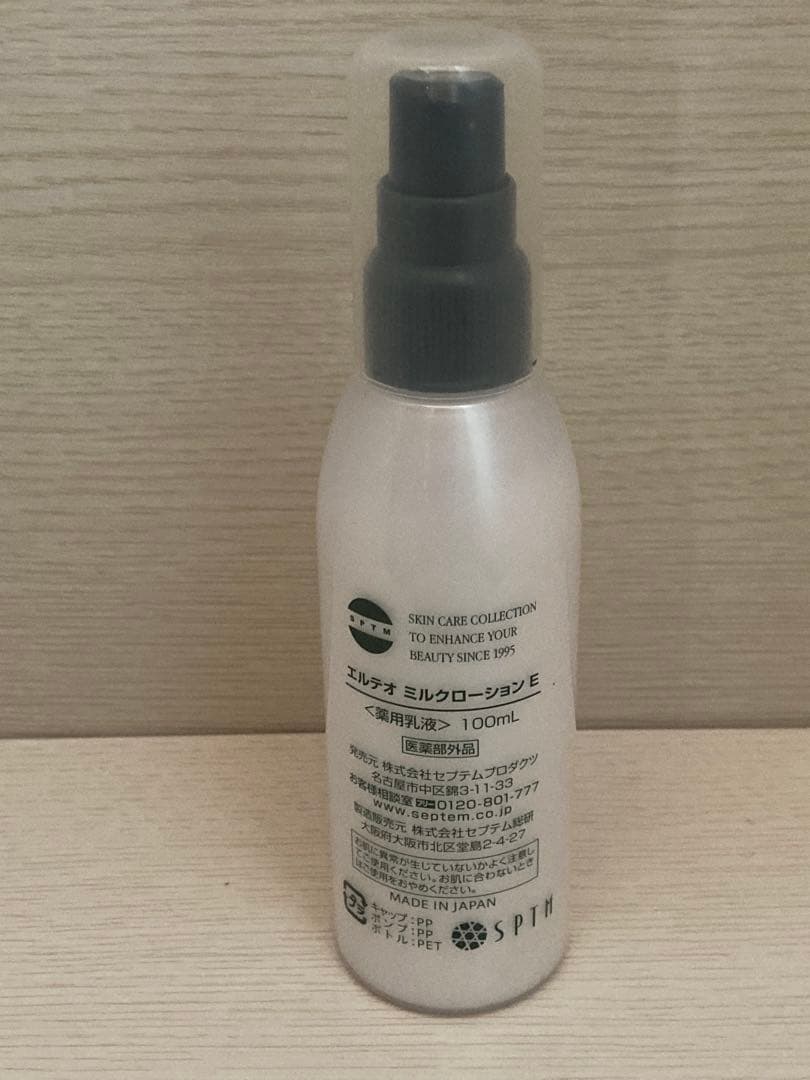 SPTM
SKIN CARE COLLECTION
TO ENHANCE YOUR
BEAUTY SINCE 1995
エルテオ ミルクローション E
<薬用乳液> 100mL
医薬部外品
発売元 株式会社セプテムプロダクツ
名古屋市中区錦3-11-33
お客様相談室 フリー 0120-801-777
www.septem.co.jp
製造販売元 株式会社セプテム総研
大阪府大阪市北区堂島2-4-27
お肌に異常が生じていないかよく注意し
てご使用ください。お肌に合わないとき
はご使用をおやめください。
MADE IN JAPAN
プラ
キャップ:PP
ポンプ:PP
ボトル:PET
SPTM